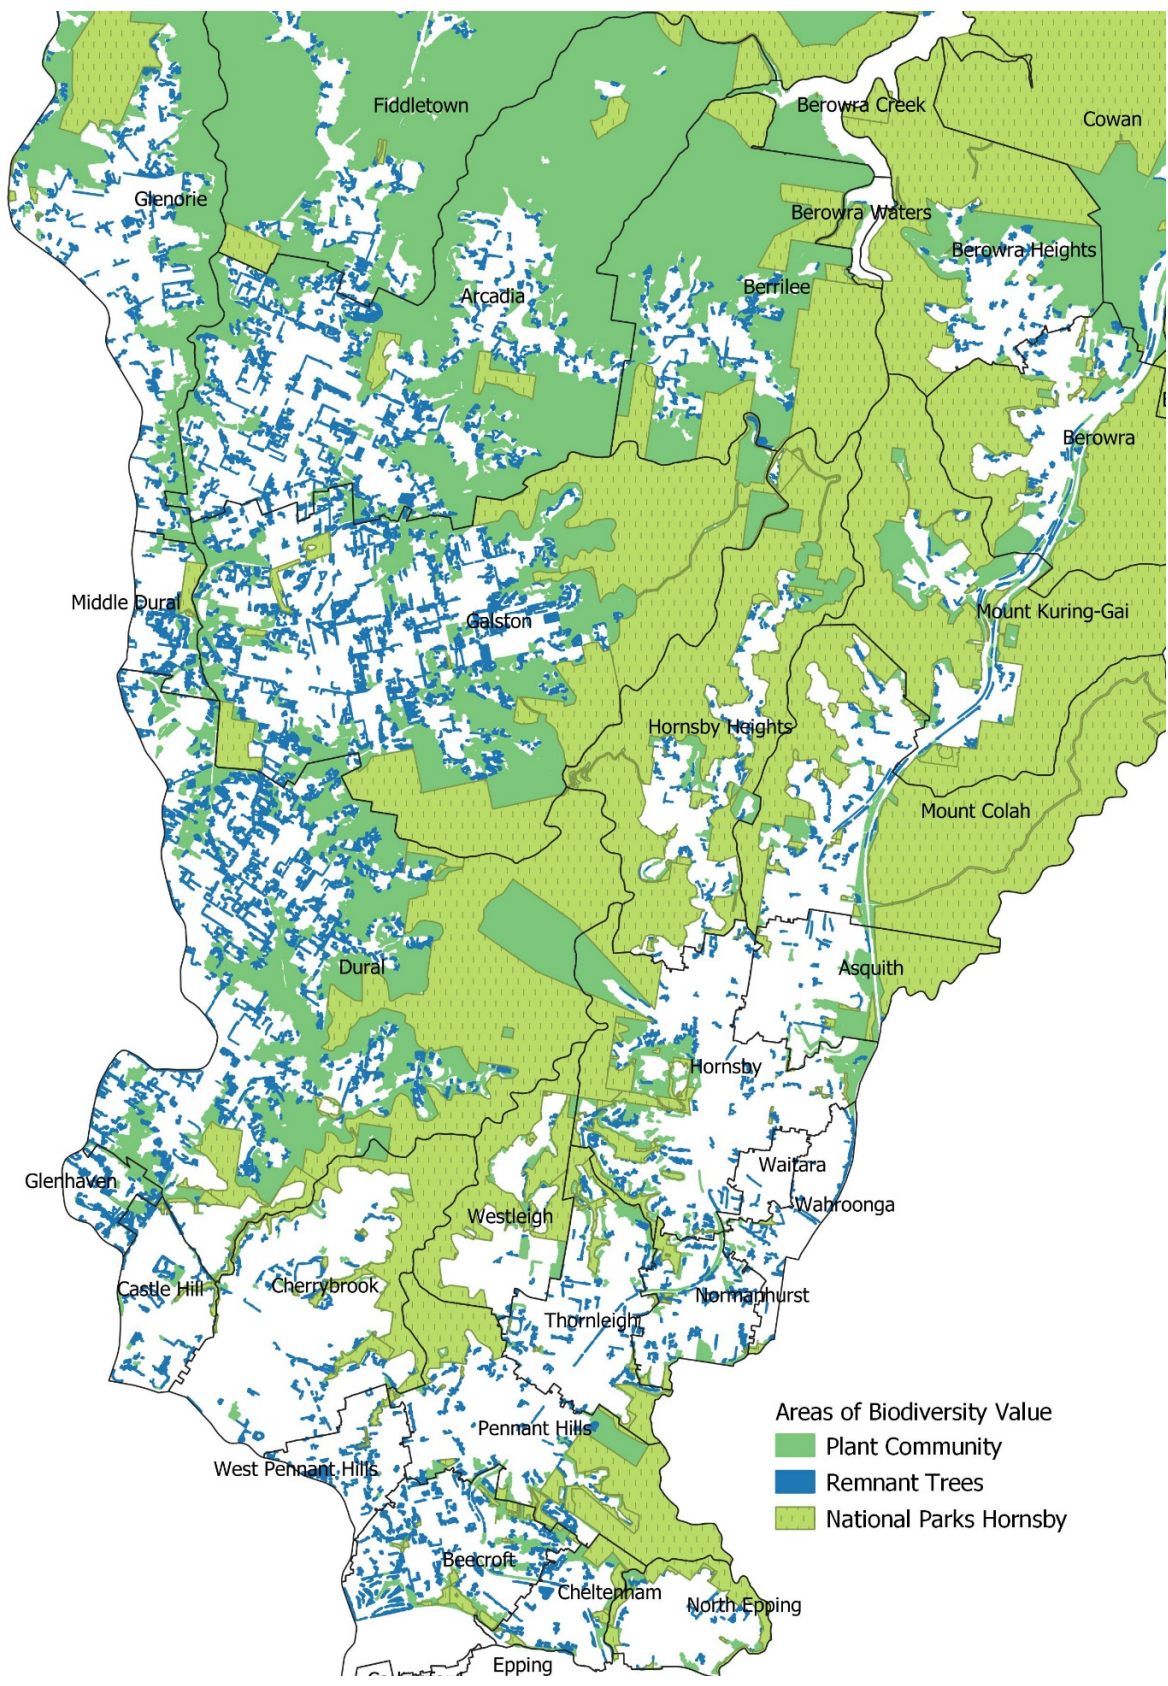 Fiddletown
Berowra Creek
Cowan
Glenorie
Berowra Waters
Berowra Heights
Arcadia
Berrilee
Berowra
Middle Dural
Galston
Mount Kuring-Gai
Hornsby Heights
Mount Colah
Dural
Asquith
Hornsby
Glenhaven
Waitara
Wahroonga
Westleigh
Castle Hill
Cherrybrook
Normanhurst
Thornleigh
Areas of Biodiversity Value
Plant Community
Remnant Trees
National Parks Hornsby
Pennant Hills
West Pennant Hills
Beecroft
Cheltenham
North Epping
Epping